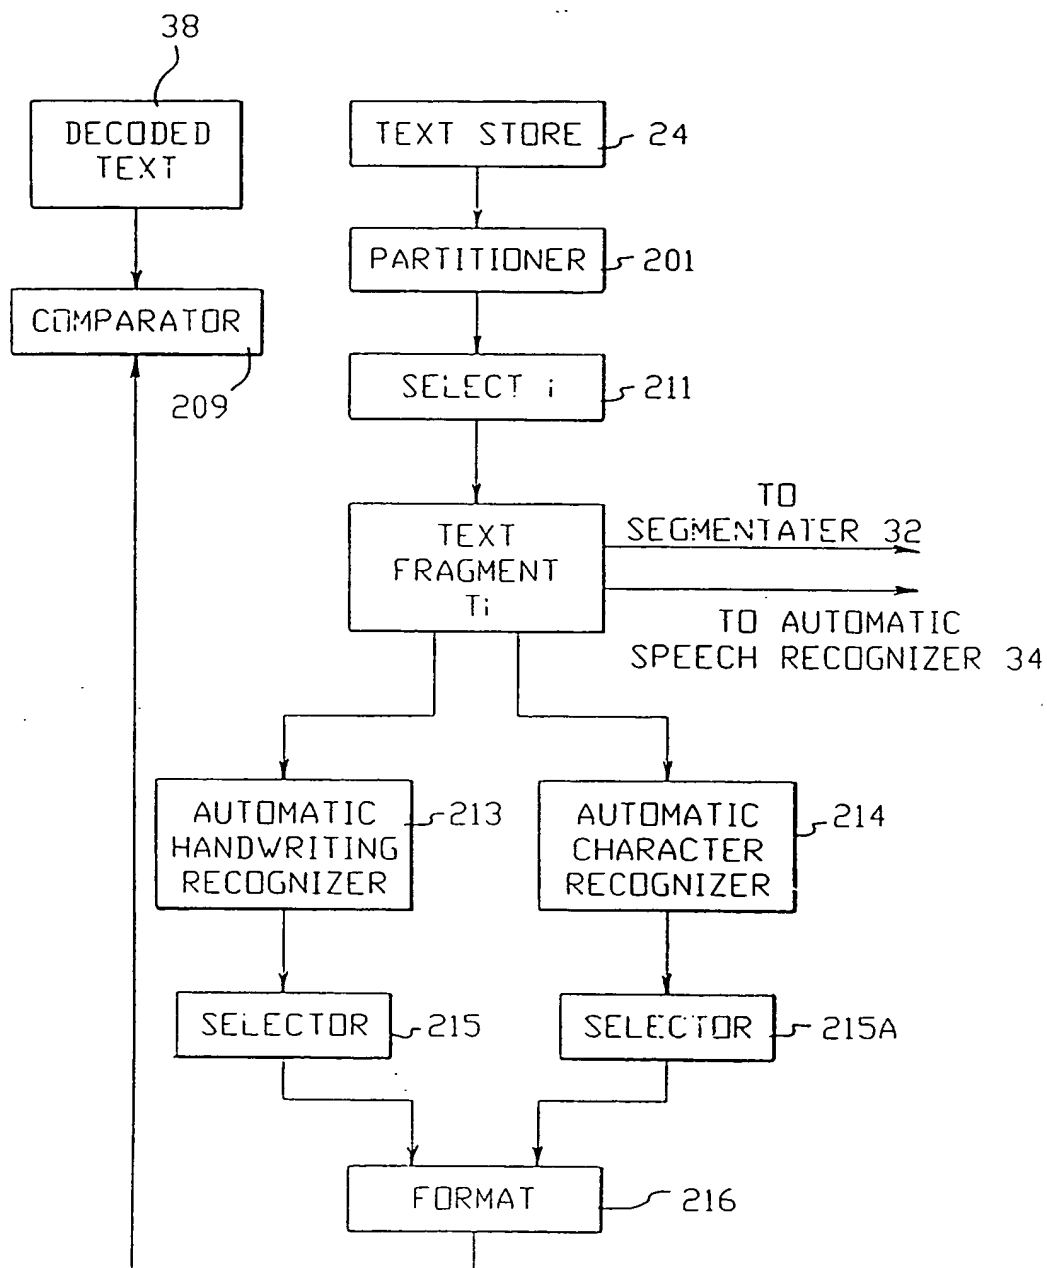 38
DECODED
TEXT
TEXT STORE
24
PARTITIONER
201
COMPARATOR
209
SELECT i
211
TEXT
FRAGMENT
Ti
TO
SEGMENTATER 32
TO AUTOMATIC
SPEECH RECOGNIZER 34
AUTOMATIC
HANDWRITING
RECOGNIZER
213
AUTOMATIC
CHARACTER
RECOGNIZER
214
SELECTOR
215
SELECTOR
215A
FORMAT
216